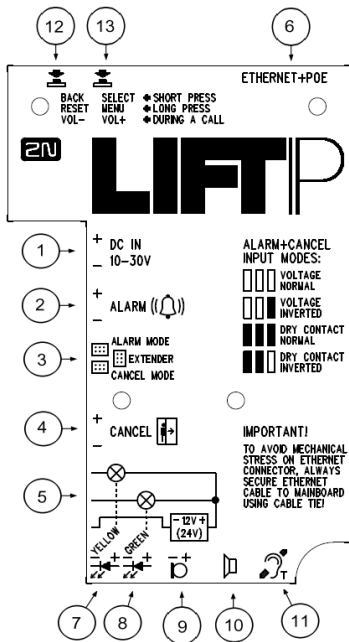 12
13
6
ETHERNET+POE
BACK SELECT ◆SHORT PRESS
RESET MENU ◆LONG PRESS
VOL- VOL+ ◆DURING A CALL
2N
LIFTIP
1
+ DC IN
- 10-30V
2
+ ALARM
-
3
ALARM MODE
EXTENDER
CANCEL MODE
4
+ CANCEL
-
5
YELLOW
GREEN
-12V+
(24V)
ALARM+CANCEL
INPUT MODES:
VOLTAGE
NORMAL
VOLTAGE
INVERTED
DRY CONTACT
NORMAL
DRY CONTACT
INVERTED
IMPORTANT!
TO AVOID MECHANICAL
STRESS ON ETHERNET
CONNECTOR, ALWAYS
SECURE ETHERNET
CABLE TO MAINBOARD
USING CABLE TIE!
- +
- +
- +
T
7
8
9
10
11